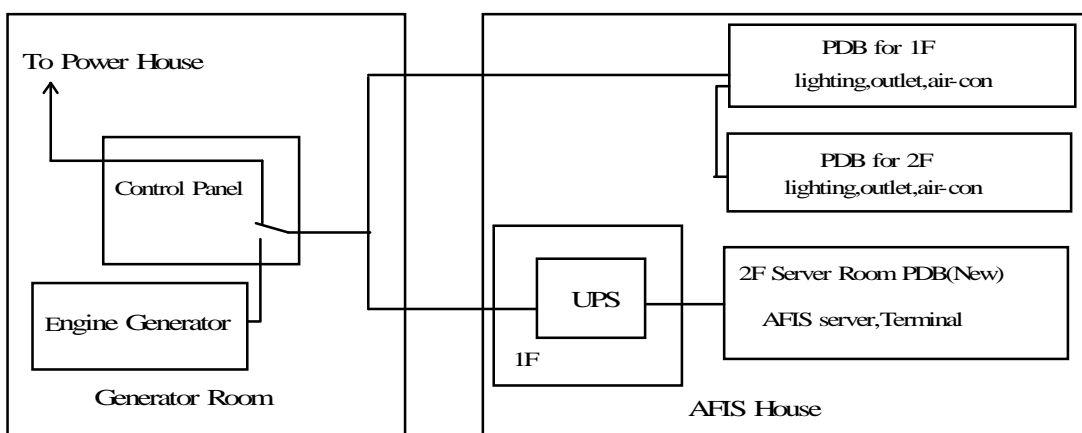 To Power House
Control Panel
Engine Generator
Generator Room
PDB for 1F
lighting,outlet,air-con
PDB for 2F
lighting,outlet,air-con
UPS
1F
2F Server Room PDB(New)
AFIS server,Terminal
AFIS House